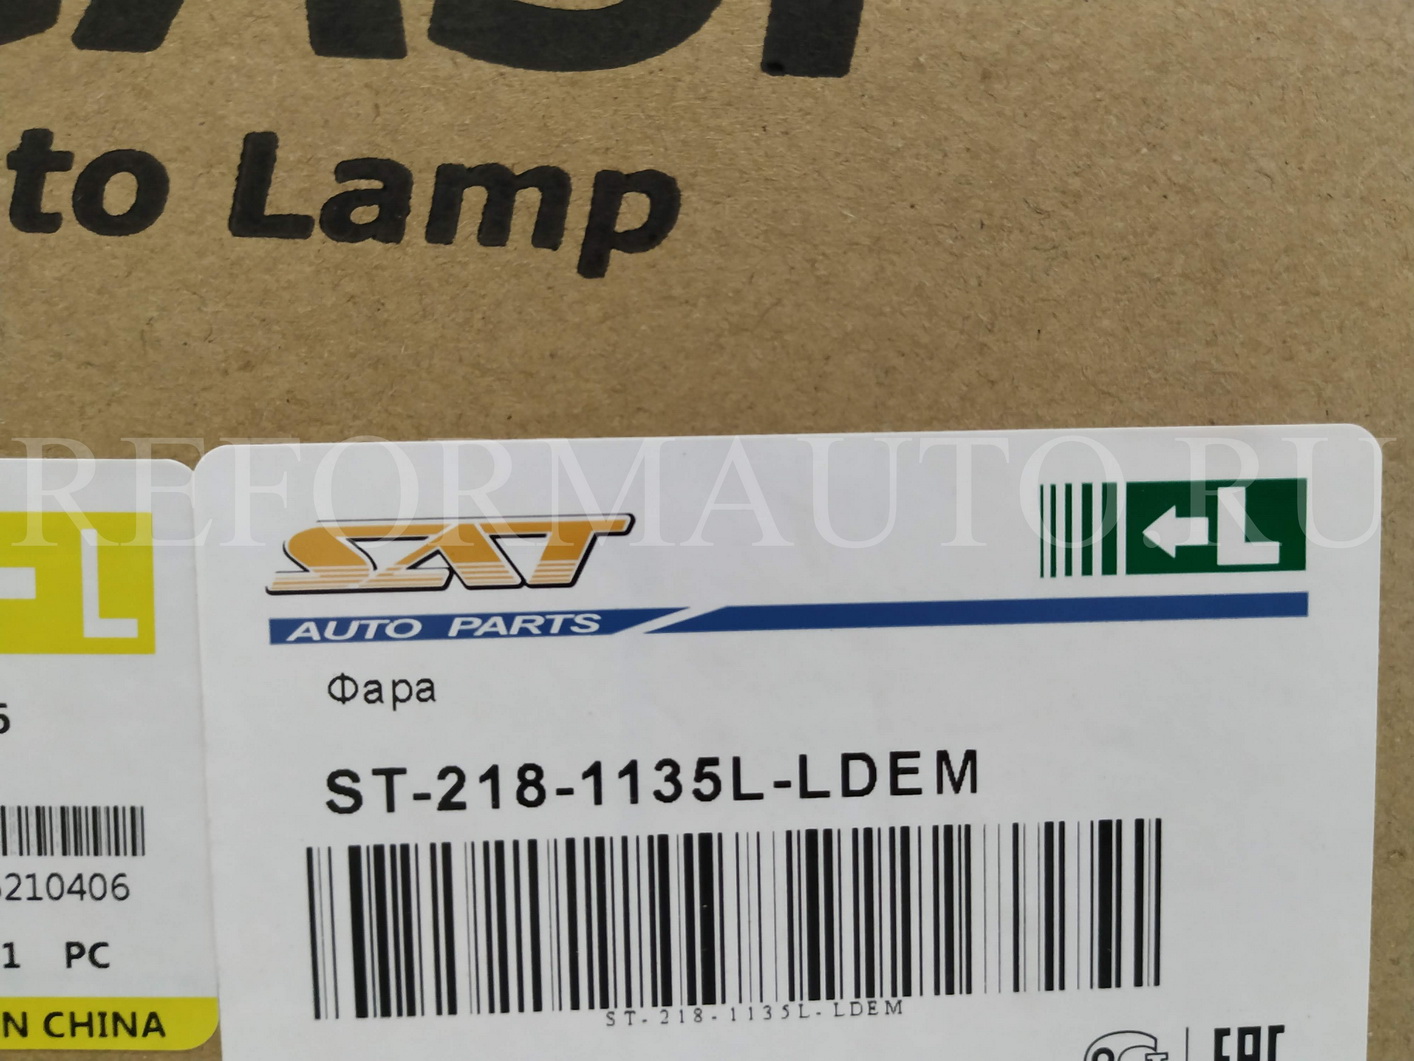 to Lamp
REFORMAUTO.RU
SAT
L
AUTO PARTS
L
Фара
ST-218-1135L-LDEM
210406
1 PC
ST-218-1135L-LDEM
N CHINA
EAC